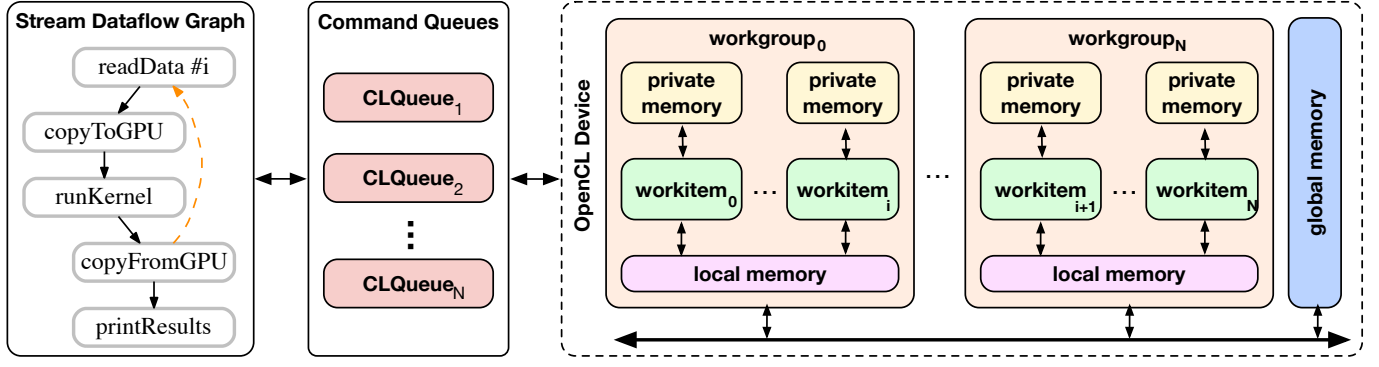 Stream Dataflow Graph
readData #i
copyToGPU
runKernel
copyFromGPU
printResults
Command Queues
CLQueue1
CLQueue2
CLQueueN
OpenCL Device
workgroup0
private
memory
private
memory
workitem0
...
workitemi
local memory
...
workgroupN
private
memory
private
memory
workitemi+1
...
workitemN
local memory
global memory